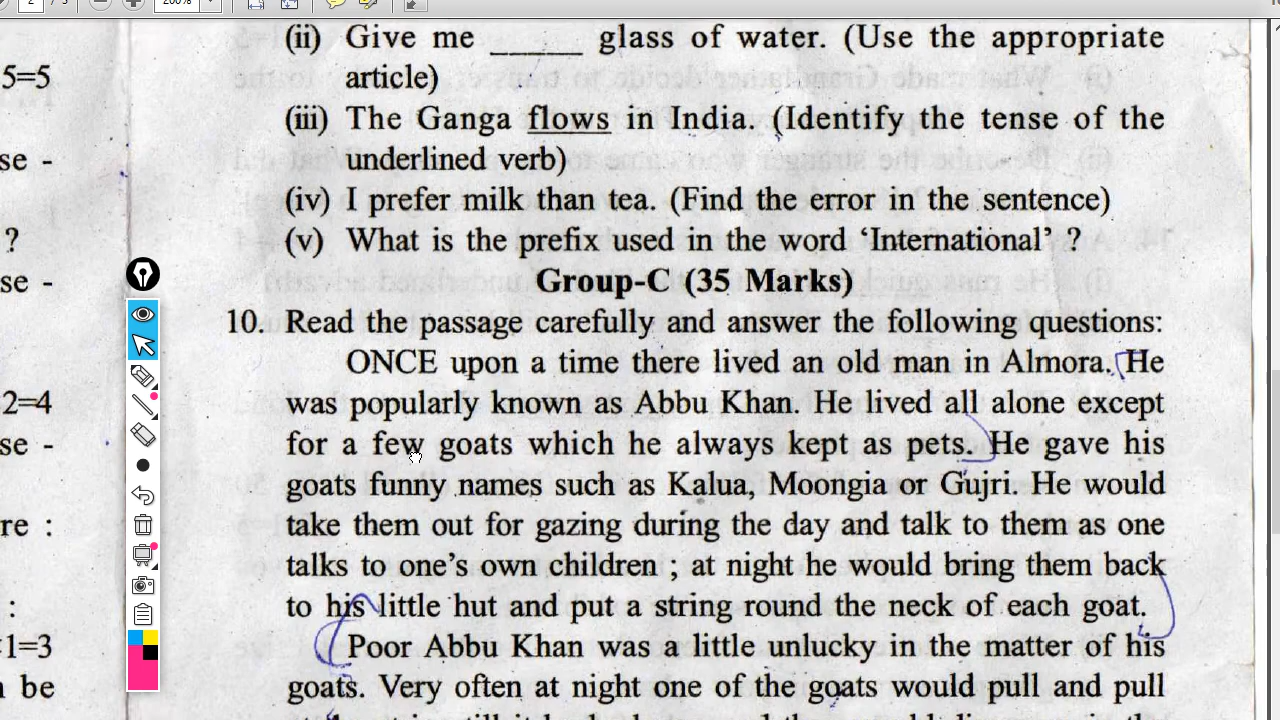 2 / 5 200%
(ii) Give me _____ glass of water. (Use the appropriate
5=5 article)
(iii) The Ganga flows in India. (Identify the tense of the
se - underlined verb)
(iv) I prefer milk than tea. (Find the error in the sentence)
? (v) What is the prefix used in the word ‘International’ ?
se - Group-C (35 Marks)
10. Read the passage carefully and answer the following questions:
ONCE upon a time there lived an old man in Almora. He
2=4 was popularly known as Abbu Khan. He lived all alone except
se - for a few goats which he always kept as pets. He gave his
goats funny names such as Kalua, Moongia or Gujri. He would
re : take them out for gazing during the day and talk to them as one
talks to one’s own children ; at night he would bring them back
: to his little hut and put a string round the neck of each goat.
1=3 Poor Abbu Khan was a little unlucky in the matter of his
be goats. Very often at night one of the goats would pull and pull